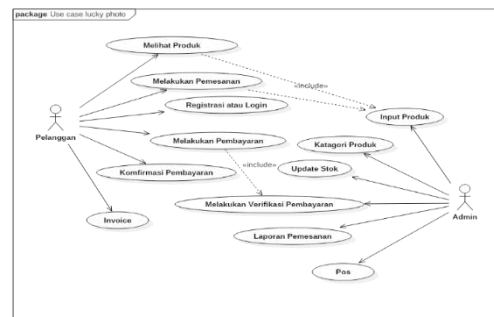 package Use case lucky photo
Melihat Produk
Melakukan Pemesanan
«include»
Registrasi atau Login
Input Produk
Pelanggan
Melakukan Pembayaran
Katagori Produk
«include»
Update Stok
Komfirmasi Pembayaran
Melakukan Verifikasi Pembayaran
Admin
Invoice
Laporan Pemesanan
Pos